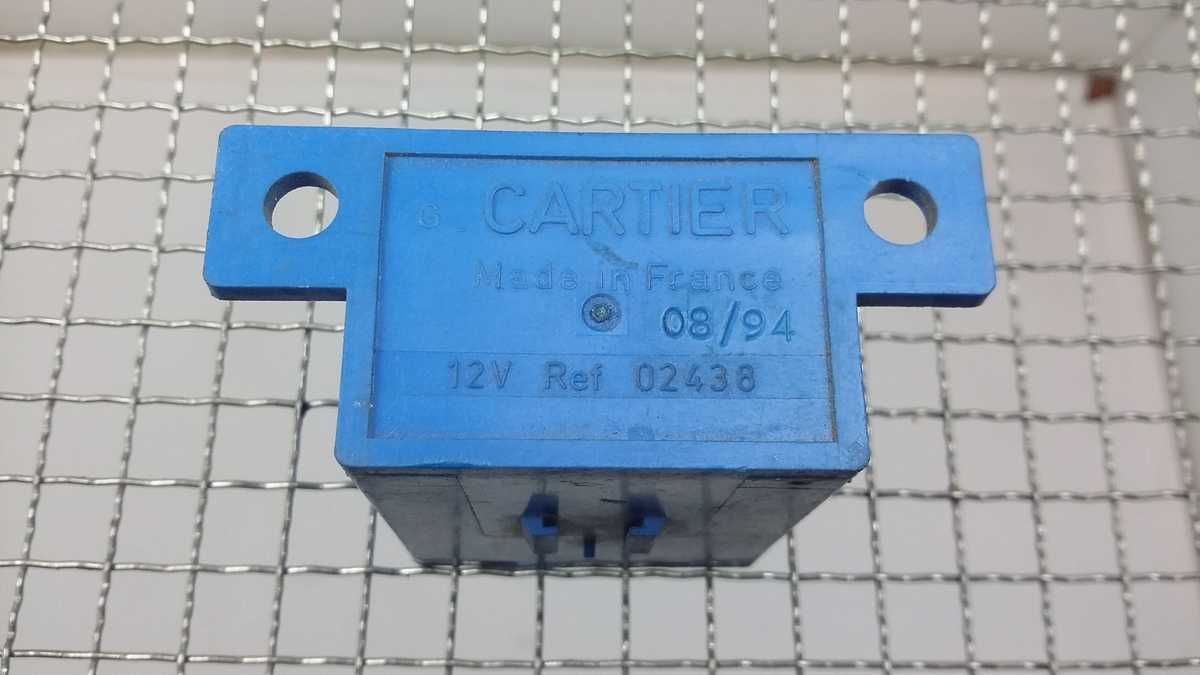 G CARTIER
Made in France
08/94
12V Ref 02438